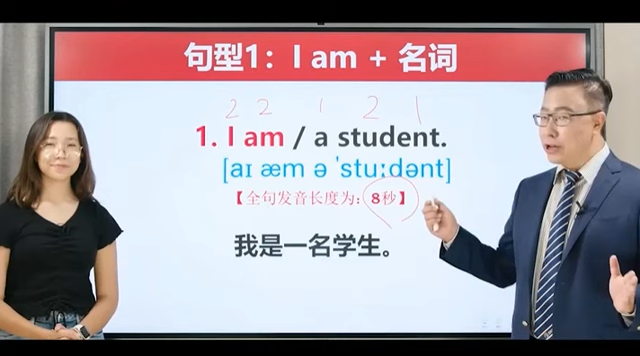 句型1：I am + 名词
2 2 1 2 1
1. I am / a student.
[aɪ æm ə ˈstuːdənt]
【全句发音长度为：8秒】
我是一名学生。